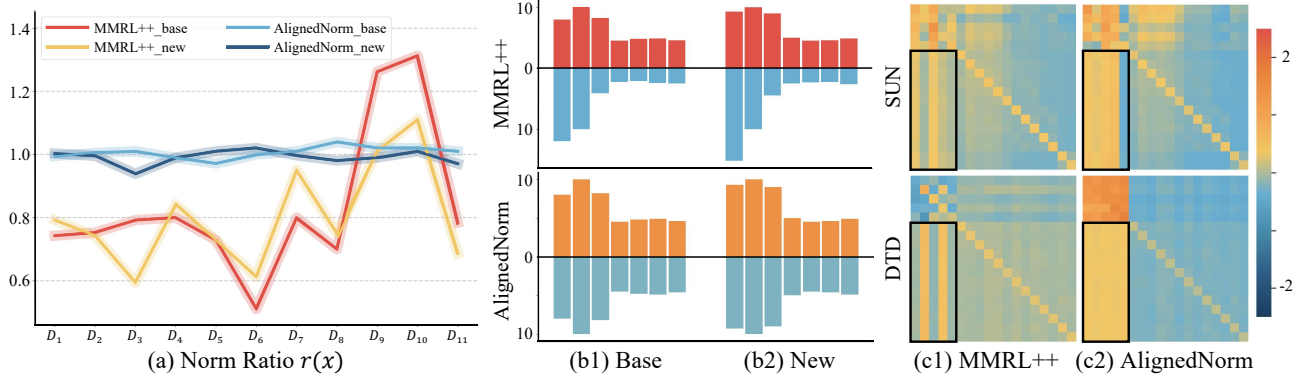 1.4
1.2
1.0
0.8
0.6
MMRL++_base
MMRL++_new
AlignedNorm_base
AlignedNorm_new
D₁ D₂ D₃ D₄ D₅ D₆ D₇ D₈ D₉ D₁₀ D₁₁
(a) Norm Ratio r(x)
MMRL++
10
0
10
AlignedNorm
10
0
10
(b1) Base
(b2) New
SUN
DTD
(c1) MMRL++
(c2) AlignedNorm
2
-2